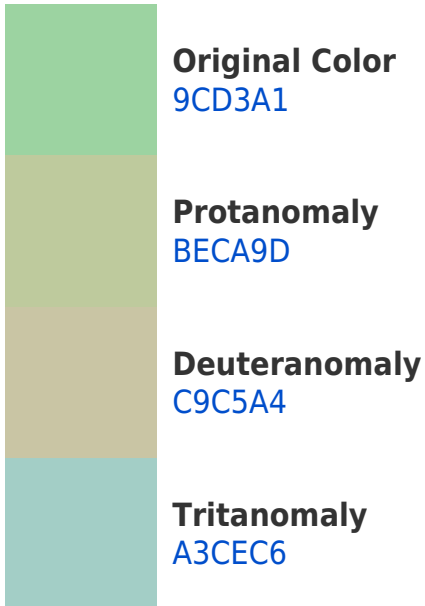 Original Color
9CD3A1
Protanomaly
BECA9D
Deuteranomaly
C9C5A4
Tritanomaly
A3CEC6